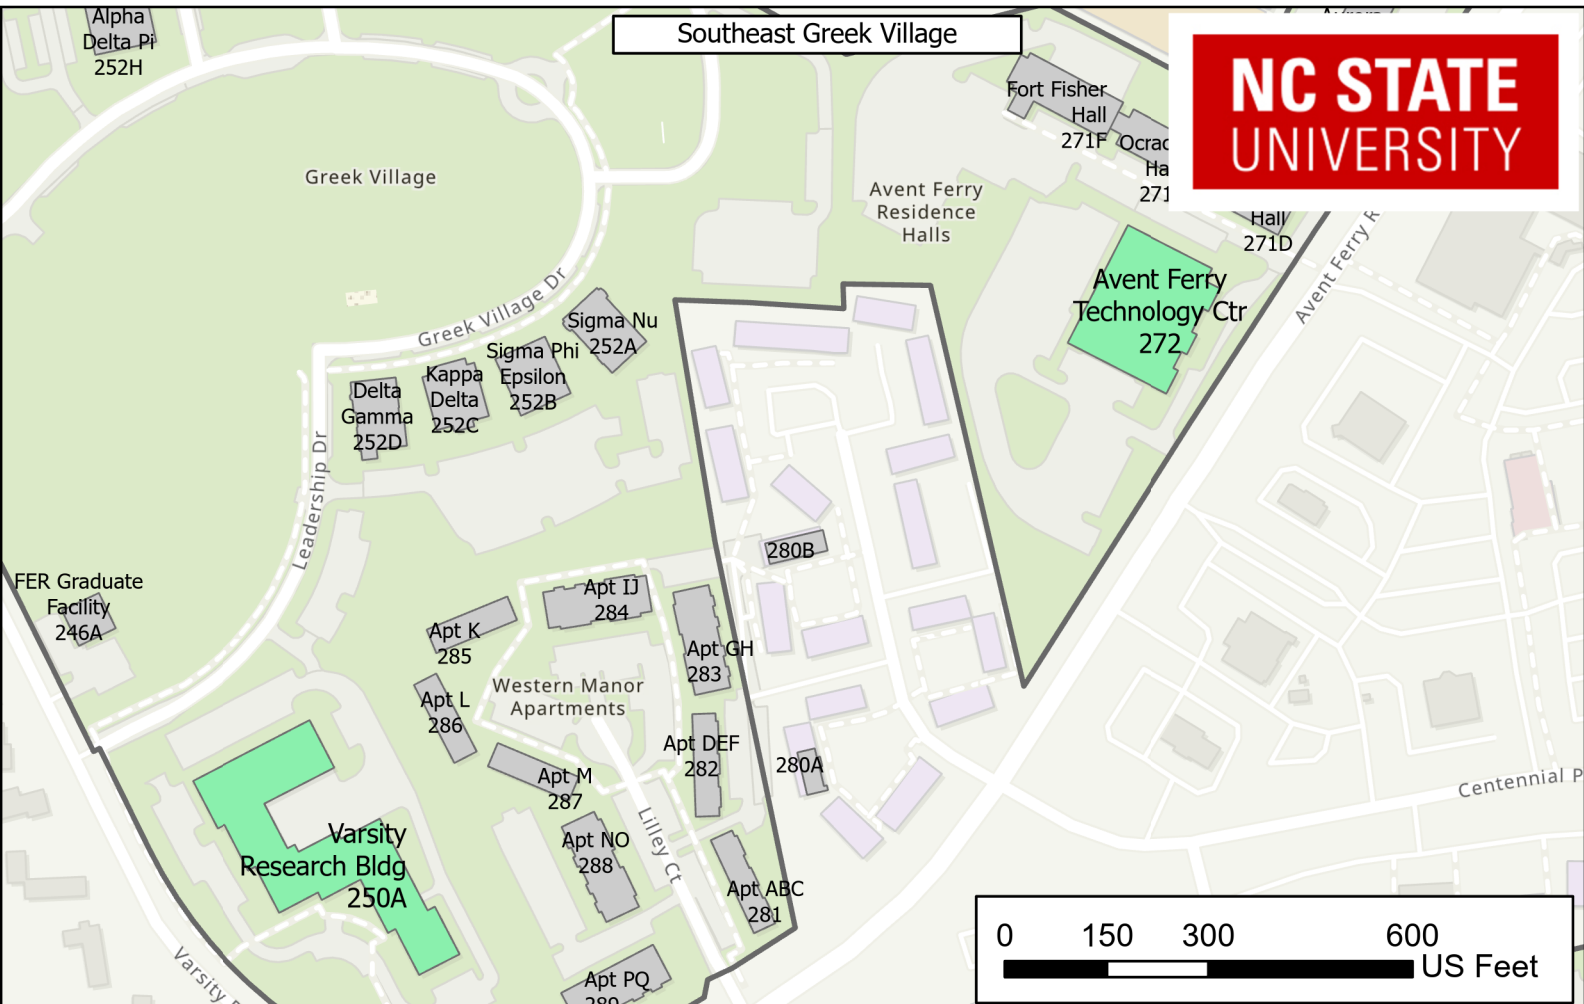 Southeast Greek Village
NC STATE
UNIVERSITY
Alpha
Delta Pi
252H
Greek Village
Fort Fisher
Hall
271F
Hall
271D
Avent Ferry
Residence
Halls
Avent Ferry
Technology Ctr
272
Greek Village Dr
Sigma Nu
252A
Sigma Phi
Epsilon
252B
Kappa
Delta
252C
Delta
Gamma
252D
Leadership Dr
280B
FER Graduate
Facility
246A
Apt IJ
284
Apt K
285
Apt GH
283
Western Manor
Apartments
Apt L
286
Apt DEF
282
280A
Apt M
287
Varsity
Research Bldg
250A
Apt NO
288
Lilley Ct
Apt ABC
281
Apt PQ
289
Varsity
Avent Ferry R
Centennial P
0 150 300 600
US Feet